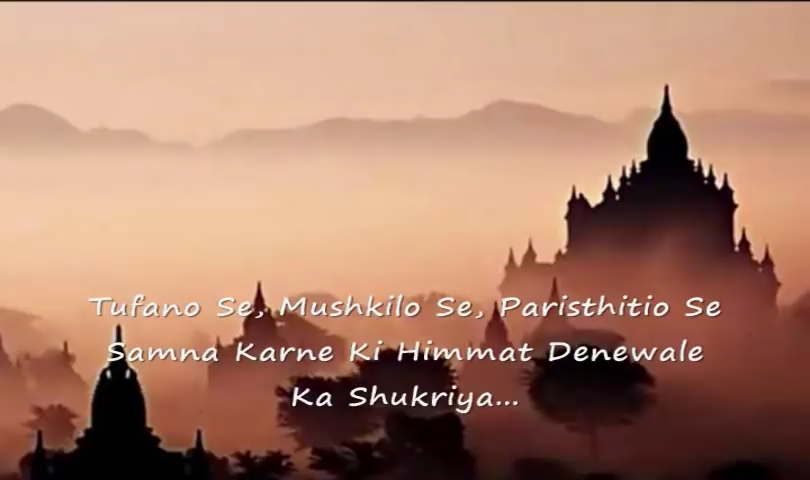 Tufano Se, Mushkilo Se, Paristhitio Se
Samna Karne Ki Himmat Denewale
Ka Shukriya...